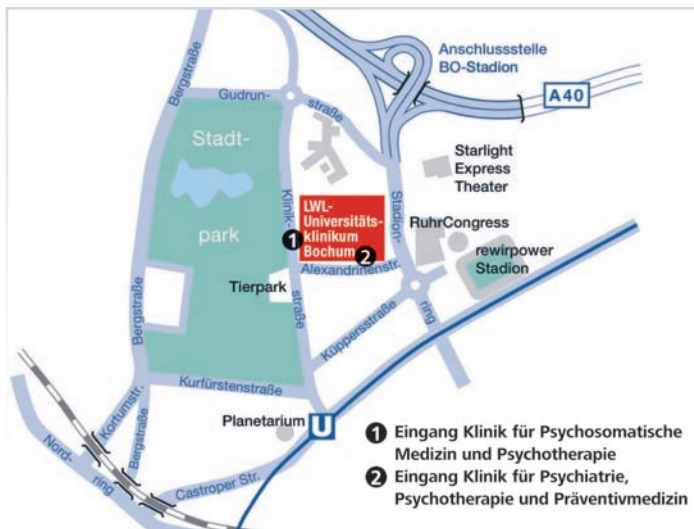 Anschlussstelle
BO-Stadion
A40
Bergstraße
Gudrun-
straße
Stadt-
park
Starlight
Express
Theater
Klinik-
straße
LWL-
Universitäts-
klinikum
Bochum
1
2
Stadion-
ring
RuhrCongress
rewirpower
Stadion
Alexandrinenstr.
Tierpark
Bergstraße
Küppersstraße
Kurfürstenstraße
Kortumstr.
Bergstraße
Planetarium
U
Nord-
ring
Castroper Str.
1 Eingang Klinik für Psychosomatische
Medizin und Psychotherapie
2 Eingang Klinik für Psychiatrie,
Psychotherapie und Präventivmedizin